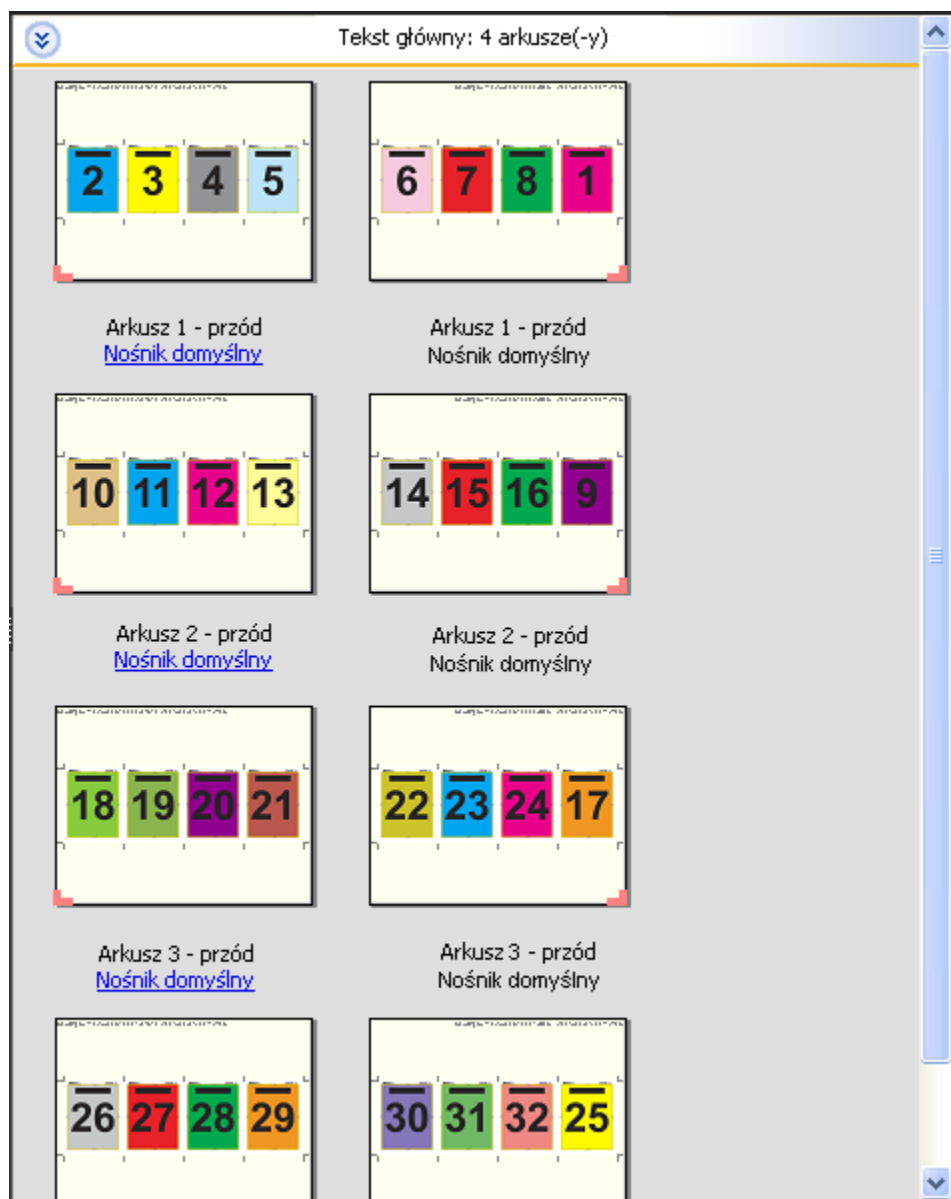 Tekst główny: 4 arkusze(-y)
2 3 4 5
6 7 8 1
Arkusz 1 - przód
Nośnik domyślny
Arkusz 1 - przód
Nośnik domyślny
10 11 12 13
14 15 16 9
Arkusz 2 - przód
Nośnik domyślny
Arkusz 2 - przód
Nośnik domyślny
18 19 20 21
22 23 24 17
Arkusz 3 - przód
Nośnik domyślny
Arkusz 3 - przód
Nośnik domyślny
26 27 28 29
30 31 32 25